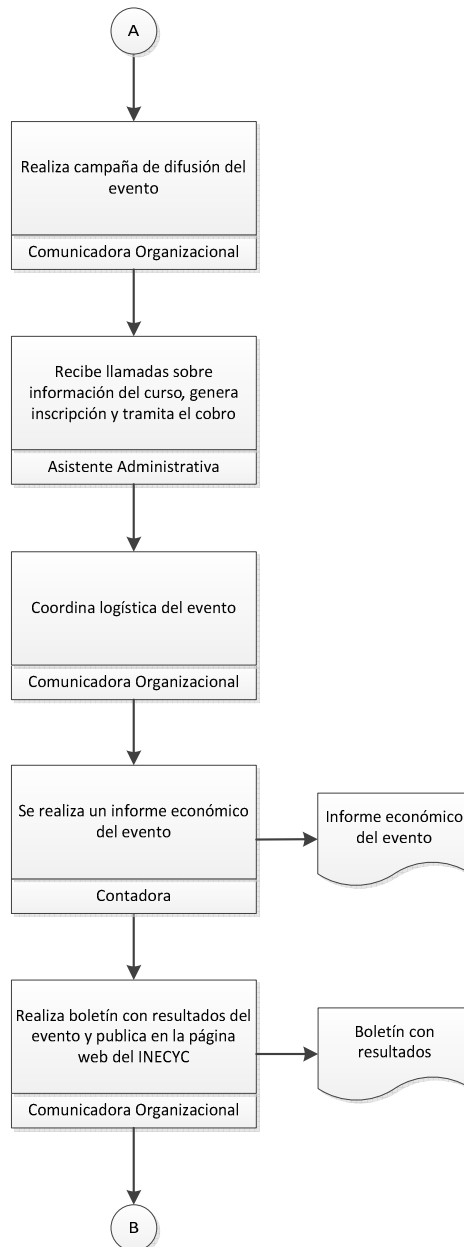 A
Realiza campaña de difusión del
evento
Comunicadora Organizacional
Recibe llamadas sobre
información del curso, genera
inscripción y tramita el cobro
Asistente Administrativa
Coordina logística del evento
Comunicadora Organizacional
Se realiza un informe económico
del evento
Contadora
Informe económico
del evento
Realiza boletín con resultados del
evento y publica en la página
web del INECYC
Comunicadora Organizacional
Boletín con
resultados
B